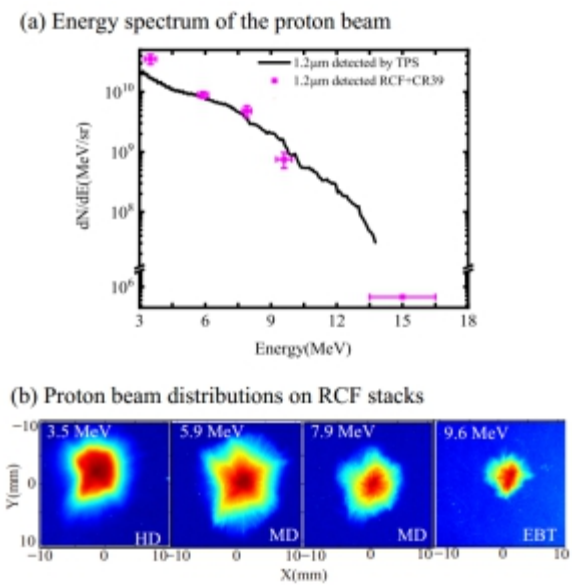 (a) Energy spectrum of the proton beam
1.2μm detected by TPS
1.2μm detected RCF+CR39
dN/dE(MeV/sr)
10^10
10^9
10^8
10^6
3 6 9 12 15 18
Energy(MeV)
(b) Proton beam distributions on RCF stacks
3.5 MeV 5.9 MeV 7.9 MeV 9.6 MeV
−10
0
10
Y(mm)
HD MD MD EBT
−10 0 10−10 0 10−10 0 10−10 0 10
X(mm)